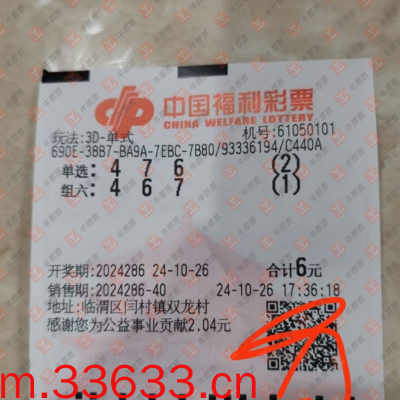 中国福利彩票
CHINA WELFARE LOTTERY
玩法:3D-单式 机号:61050101
690E-38B7-BA9A-7EBC-7B80/93336194/C440A
单选: 4 7 6 (2)
组六: 4 6 7 (1)
开奖期:2024286 24-10-26 合计6元
销售期:2024286-40 24-10-26 17:36:18
地址:临渭区闫村镇双龙村
感谢您为公益事业贡献2.04元
m.33633.cn